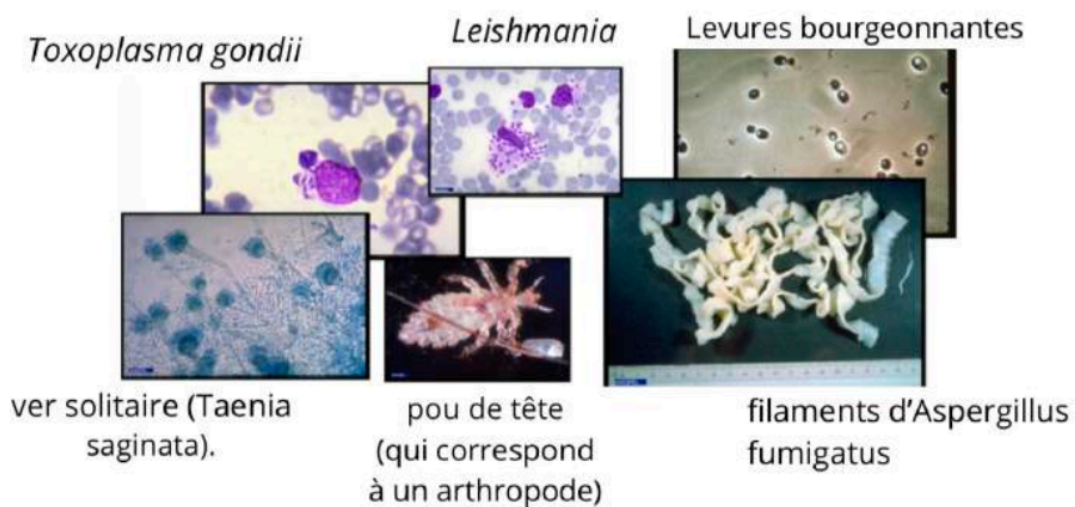 Toxoplasma gondii
Leishmania
Levures bourgeonnantes
ver solitaire (Taenia
saginata).
pou de tête
(qui correspond
à un arthropode)
filaments d'Aspergillus
fumigatus